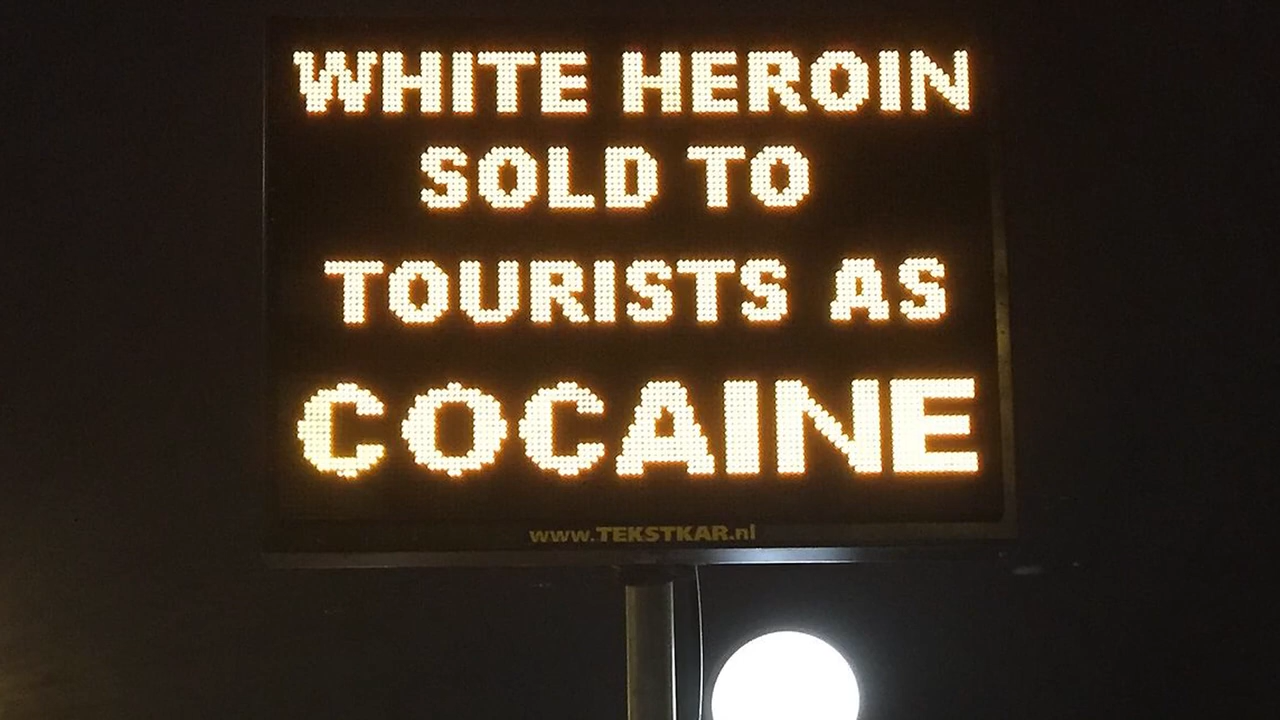 WHITE HEROIN
SOLD TO
TOURISTS AS
COCAINE
www.TEKSTKAR.nl